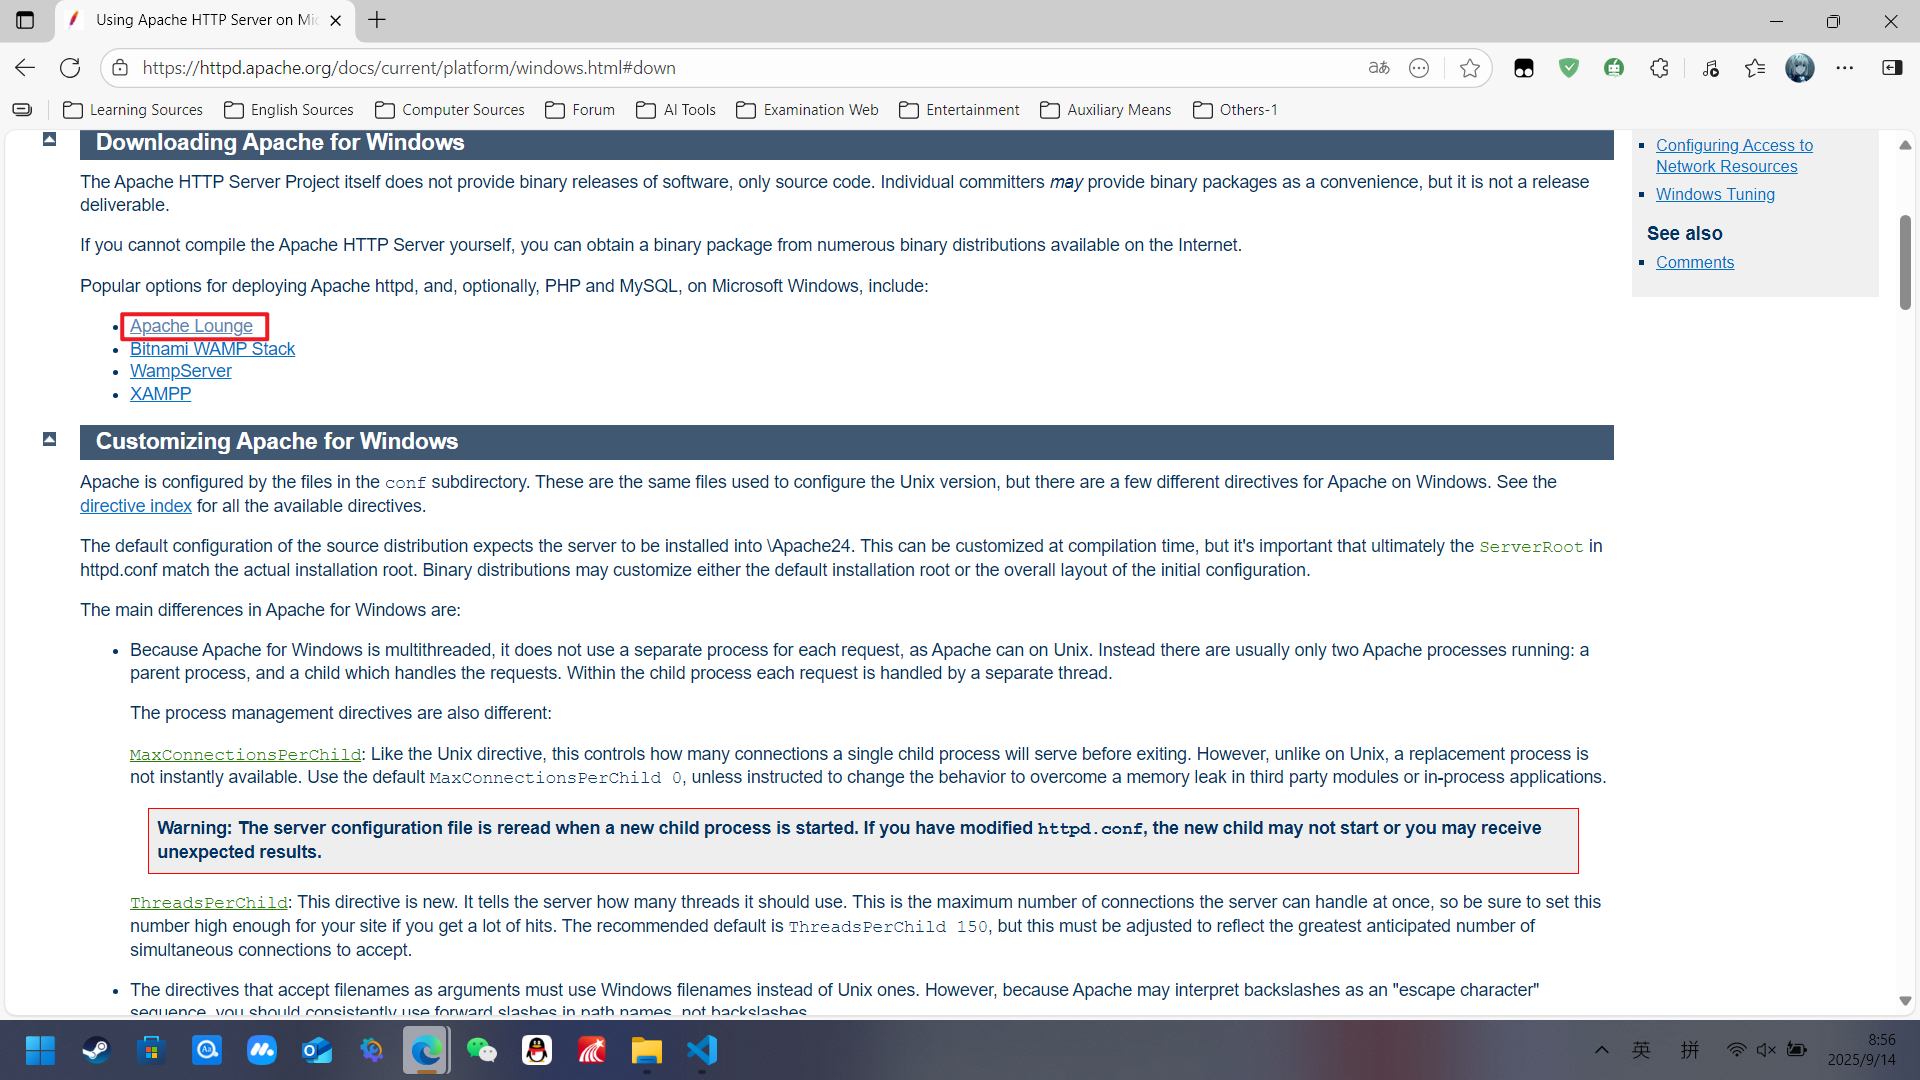 Using Apache HTTP Server on Mic
https://httpd.apache.org/docs/current/platform/windows.html#down
Learning Sources
English Sources
Computer Sources
Forum
AI Tools
Examination Web
Entertainment
Auxiliary Means
Others-1
Downloading Apache for Windows
The Apache HTTP Server Project itself does not provide binary releases of software, only source code. Individual committers may provide binary packages as a convenience, but it is not a release
deliverable.
If you cannot compile the Apache HTTP Server yourself, you can obtain a binary package from numerous binary distributions available on the Internet.
Popular options for deploying Apache httpd, and, optionally, PHP and MySQL, on Microsoft Windows, include:
Apache Lounge
Bitnami WAMP Stack
WampServer
XAMPP
Customizing Apache for Windows
Apache is configured by the files in the conf subdirectory. These are the same files used to configure the Unix version, but there are a few different directives for Apache on Windows. See the
directive index for all the available directives.
The default configuration of the source distribution expects the server to be installed into \Apache24. This can be customized at compilation time, but it's important that ultimately the ServerRoot in
httpd.conf match the actual installation root. Binary distributions may customize either the default installation root or the overall layout of the initial configuration.
The main differences in Apache for Windows are:
Because Apache for Windows is multithreaded, it does not use a separate process for each request, as Apache can on Unix. Instead there are usually only two Apache processes running: a
parent process, and a child which handles the requests. Within the child process each request is handled by a separate thread.
The process management directives are also different:
MaxConnectionsPerChild: Like the Unix directive, this controls how many connections a single child process will serve before exiting. However, unlike on Unix, a replacement process is
not instantly available. Use the default MaxConnectionsPerChild 0, unless instructed to change the behavior to overcome a memory leak in third party modules or in-process applications.
Warning: The server configuration file is reread when a new child process is started. If you have modified httpd.conf, the new child may not start or you may receive
unexpected results.
ThreadsPerChild: This directive is new. It tells the server how many threads it should use. This is the maximum number of connections the server can handle at once, so be sure to set this
number high enough for your site if you get a lot of hits. The recommended default is ThreadsPerChild 150, but this must be adjusted to reflect the greatest anticipated number of
simultaneous connections to accept.
The directives that accept filenames as arguments must use Windows filenames instead of Unix ones. However, because Apache may interpret backslashes as an "escape character"
sequence, you should consistently use forward slashes in path names, not backslashes.
Configuring Access to
Network Resources
Windows Tuning
See also
Comments
英
拼
8:56
2025/9/14